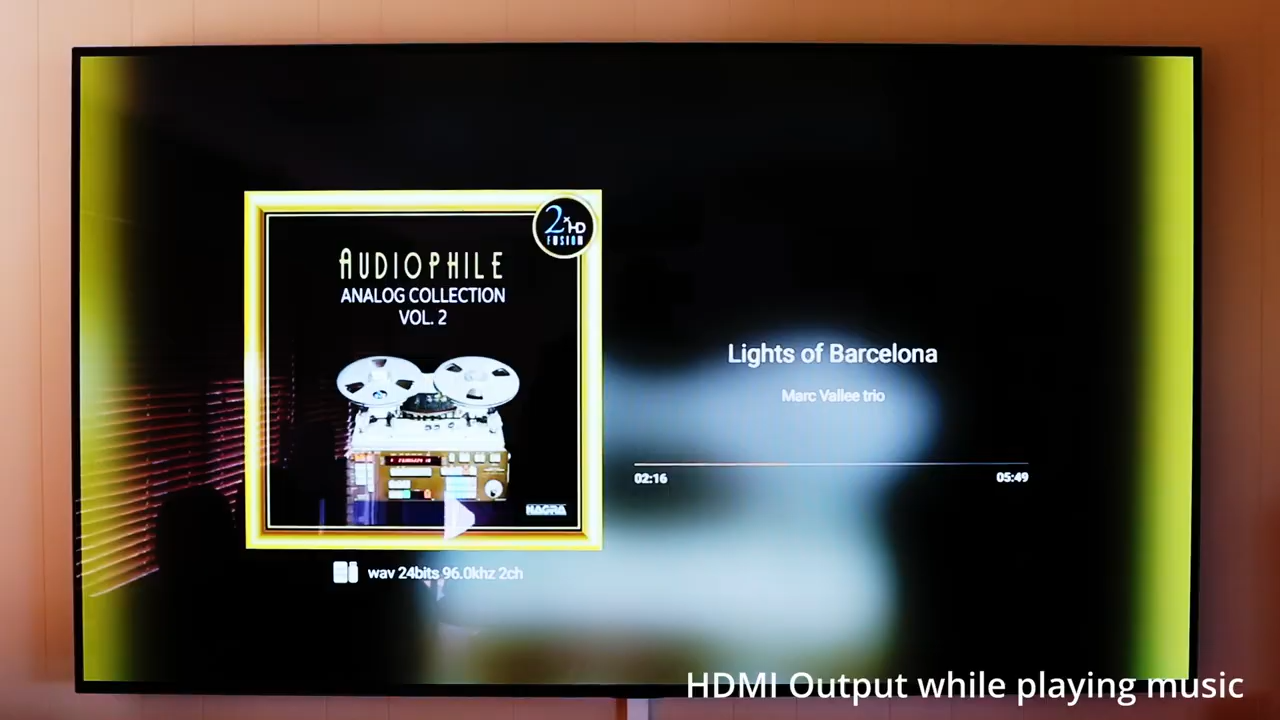 2xHD
FUSION
AUDIOPHILE
ANALOG COLLECTION
VOL. 2
NAGRA
wav 24bits 96.0khz 2ch
Lights of Barcelona
Marc Vallee trio
02:16
05:49
HDMI Output while playing music